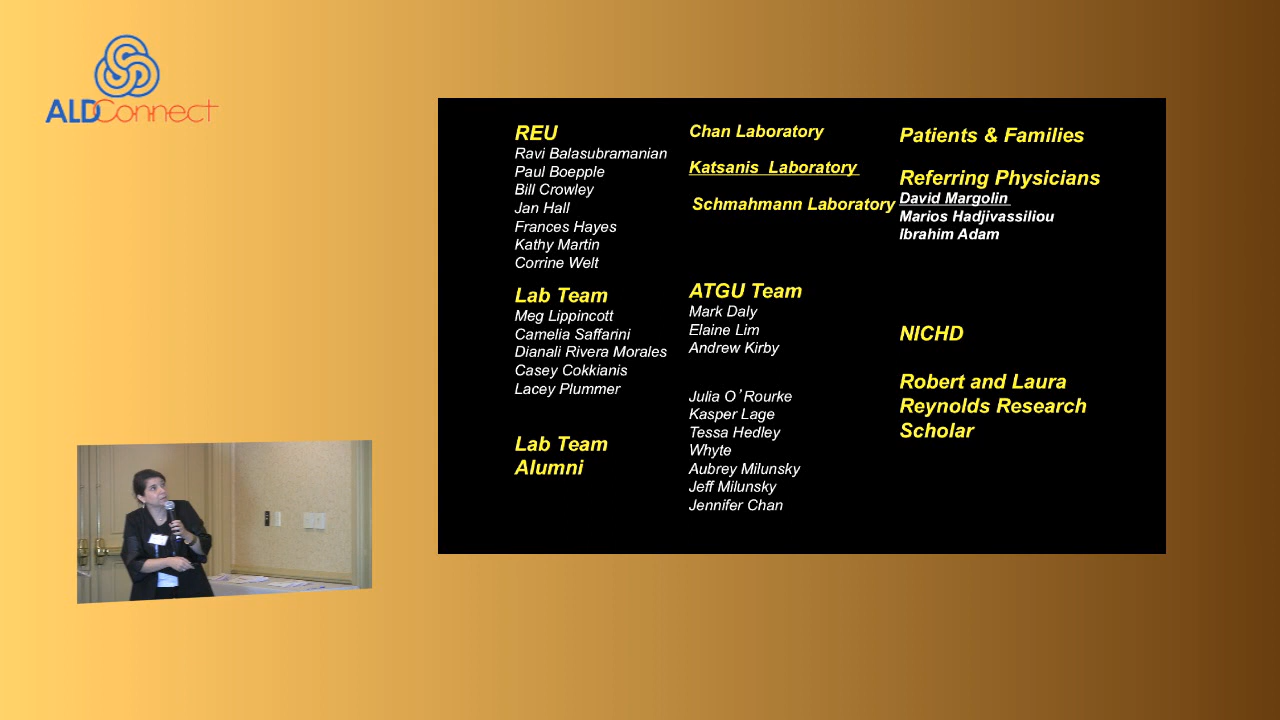 ALDConnect
REU
Ravi Balasubramanian
Paul Boepple
Bill Crowley
Jan Hall
Frances Hayes
Kathy Martin
Corrine Welt
Lab Team
Meg Lippincott
Camelia Saffarini
Dianali Rivera Morales
Casey Cokkianis
Lacey Plummer
Lab Team
Alumni
Chan Laboratory
Katsanis Laboratory
Schmahmann Laboratory
ATGU Team
Mark Daly
Elaine Lim
Andrew Kirby
Julia O’Rourke
Kasper Lage
Tessa Hedley
Whyte
Aubrey Milunsky
Jeff Milunsky
Jennifer Chan
Patients & Families
Referring Physicians
David Margolin
Marios Hadjivassiliou
Ibrahim Adam
NICHD
Robert and Laura
Reynolds Research
Scholar